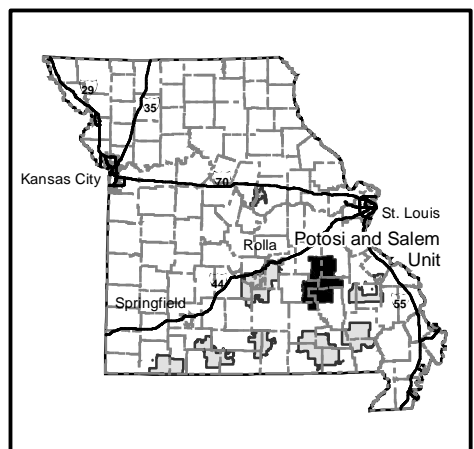 29
35
Kansas City
70
St. Louis
Rolla
Potosi and Salem
Unit
44
Springfield
55